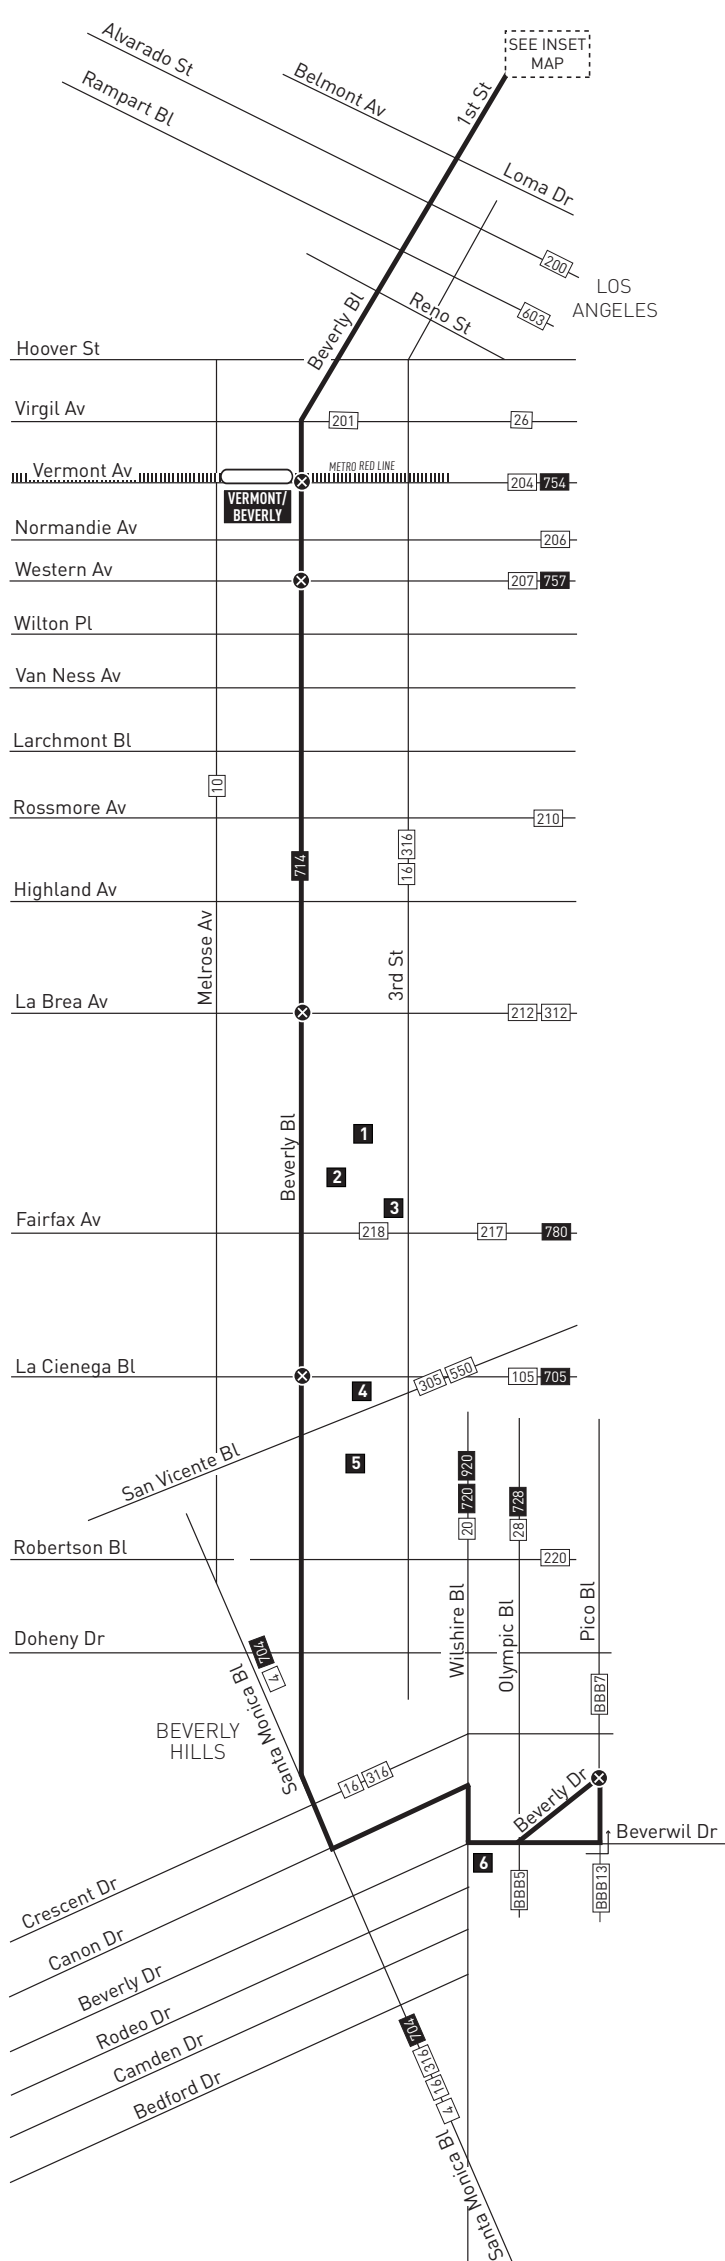 Alvarado St
SEE INSET
MAP
Belmont Av
Rampart Bl
1st St
Loma Dr
200
LOS
ANGELES
603
Reno St
Beverly Bl
Hoover St
Virgil Av
201
26
Vermont Av
METRO RED LINE
204
754
VERMONT/
BEVERLY
Normandie Av
206
Western Av
207
757
Wilton Pl
Van Ness Av
Larchmont Bl
10
Rossmore Av
210
16
316
714
Highland Av
Melrose Av
3rd St
La Brea Av
212
312
Beverly Bl
1
2
3
Fairfax Av
218
217
780
La Cienega Bl
305
550
105
705
4
San Vicente Bl
5
20
720
920
28
728
Robertson Bl
220
Wilshire Bl
Olympic Bl
Pico Bl
Doheny Dr
704
4
Santa Monica Bl
BBB7
BEVERLY
HILLS
16
316
Beverly Dr
Beverwil Dr
6
BBB5
BBB13
Crescent Dr
Canon Dr
Beverly Dr
Rodeo Dr
Camden Dr
Bedford Dr
704
316
16
4
Santa Monica Bl